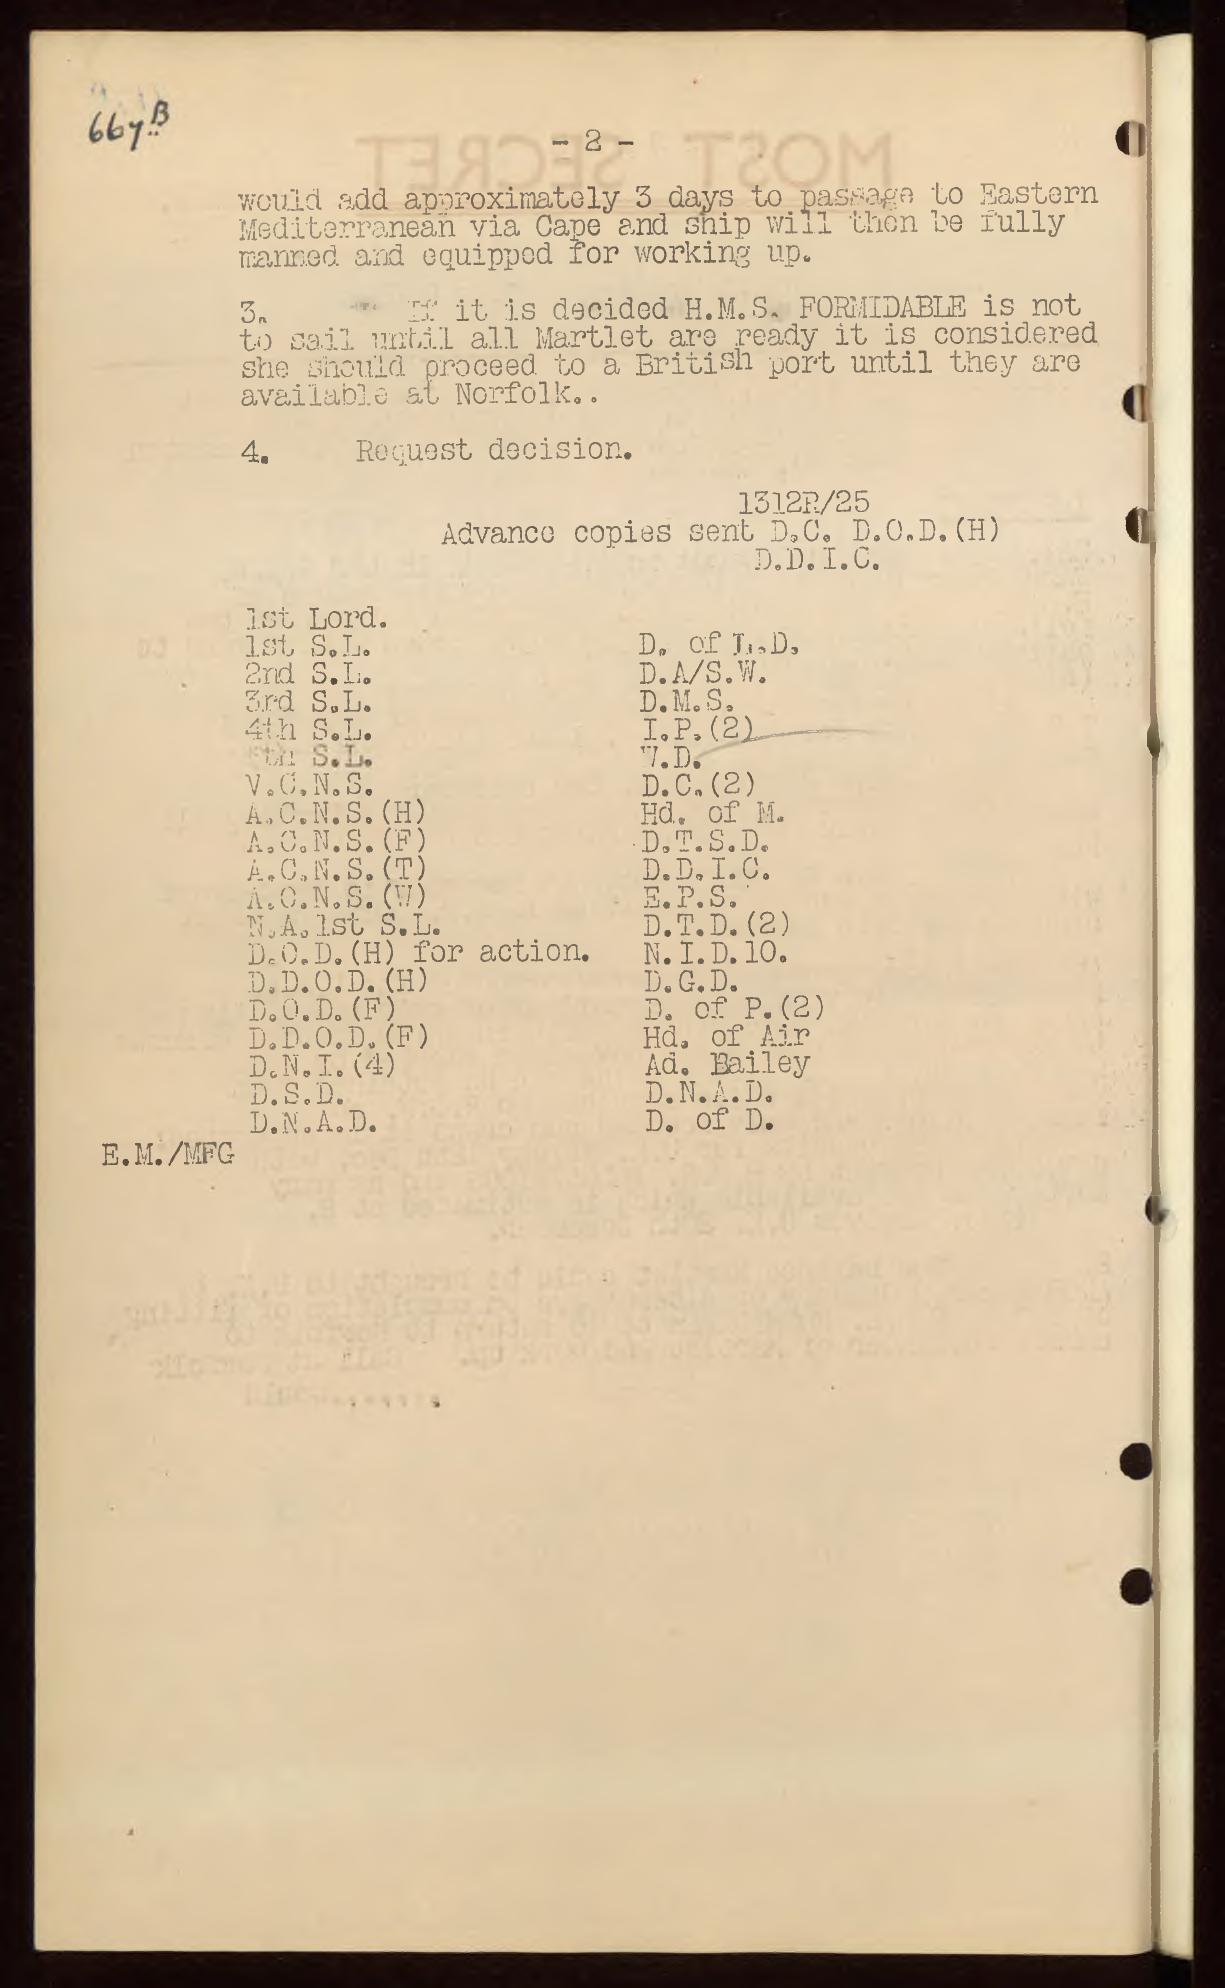 667B
- 2 -
would add approximately 3 days to passage to Eastern
Mediterranean via Cape and ship will then be fully
manned and equipped for working up.
3. If it is decided H.M.S. FORMIDABLE is not
to sail until all Martlet are ready it is considered
she should proceed to a British port until they are
available at Norfolk..
4. Request decision.
1312R/25
Advance copies sent D.C. D.O.D.(H)
D.D.I.C.
1st Lord.
1st S.L.
2nd S.L.
3rd S.L.
4th S.L.
S.L.
V.C.N.S.
A.C.N.S.(H)
A.C.N.S.(F)
A.C.N.S.(T)
A.C.N.S.(W)
N.A.1st S.L.
D.O.D.(H) for action.
D.D.O.D.(H)
D.O.D.(F)
D.D.O.D.(F)
D.N.I.(4)
D.S.D.
D.N.A.D.
D. of L.D.
D.A/S.W.
D.M.S.
I.P.(2)
D.C.(2)
Hd. of M.
D.T.S.D.
D.D.I.C.
E.P.S.
D.T.D.(2)
N.I.D.10.
D.G.D.
D. of P.(2)
Hd. of Air
Ad. Bailey
D.N.A.D.
D. of D.
E.M./MFG